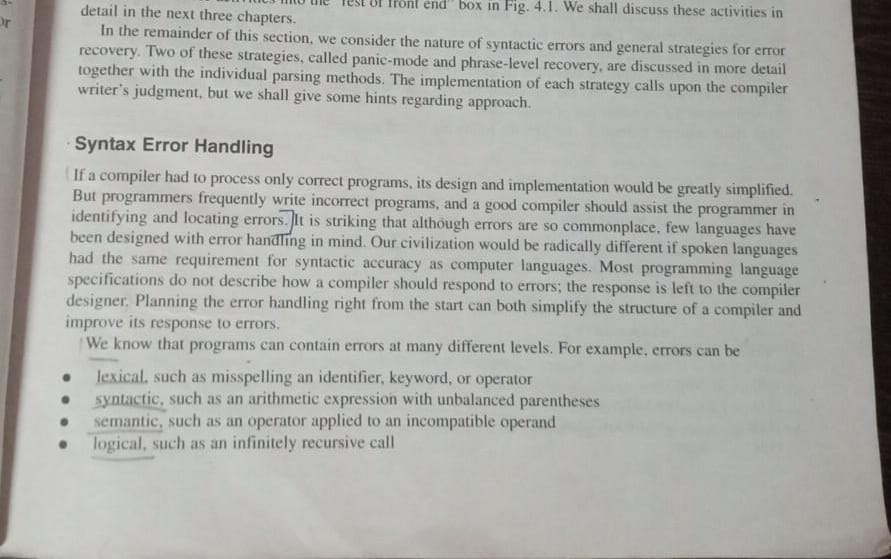 the "rest of front end" box in Fig. 4.1. We shall discuss these activities in
detail in the next three chapters.
In the remainder of this section, we consider the nature of syntactic errors and general strategies for error
recovery. Two of these strategies, called panic-mode and phrase-level recovery, are discussed in more detail
together with the individual parsing methods. The implementation of each strategy calls upon the compiler
writer's judgment, but we shall give some hints regarding approach.
Syntax Error Handling
If a compiler had to process only correct programs, its design and implementation would be greatly simplified.
But programmers frequently write incorrect programs, and a good compiler should assist the programmer in
identifying and locating errors. It is striking that although errors are so commonplace, few languages have
been designed with error handling in mind. Our civilization would be radically different if spoken languages
had the same requirement for syntactic accuracy as computer languages. Most programming language
specifications do not describe how a compiler should respond to errors; the response is left to the compiler
designer. Planning the error handling right from the start can both simplify the structure of a compiler and
improve its response to errors.
We know that programs can contain errors at many different levels. For example, errors can be
• lexical, such as misspelling an identifier, keyword, or operator
• syntactic, such as an arithmetic expression with unbalanced parentheses
• semantic, such as an operator applied to an incompatible operand
• logical, such as an infinitely recursive call